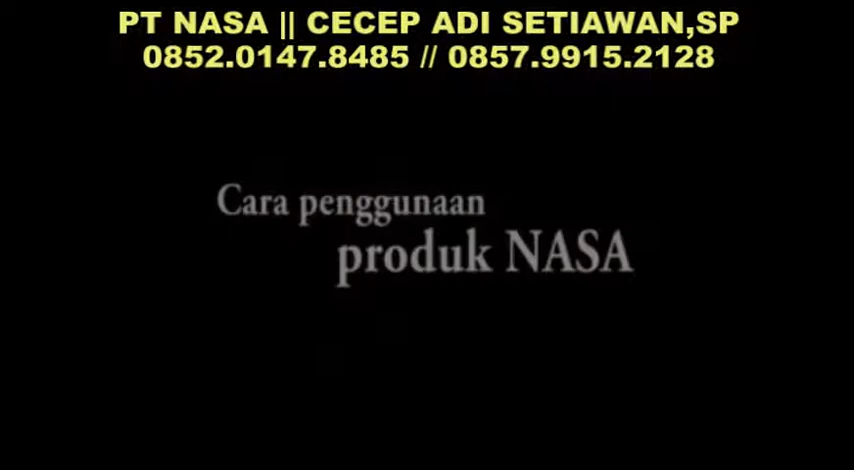 PT NASA || CECEP ADI SETIAWAN,SP
0852.0147.8485 // 0857.9915.2128
Cara penggunaan
produk NASA